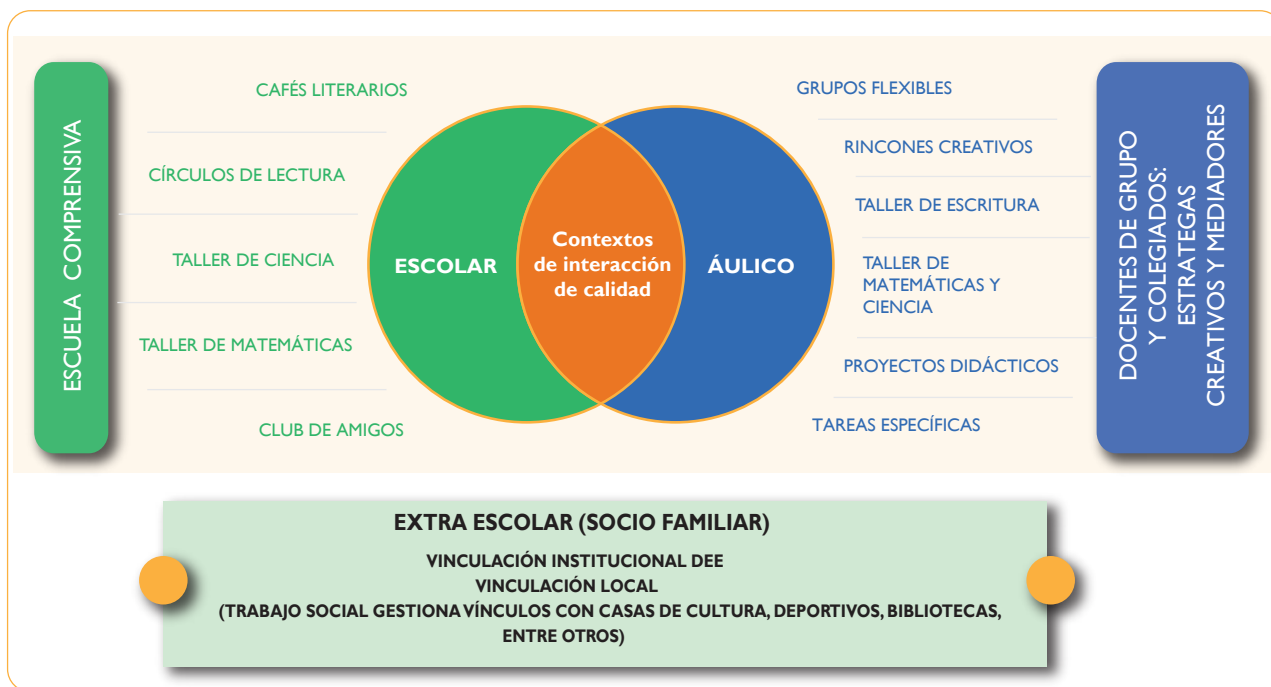 ESCUELA COMPRENSIVA
CAFÉS LITERARIOS
CÍRCULOS DE LECTURA
TALLER DE CIENCIA
TALLER DE MATEMÁTICAS
CLUB DE AMIGOS
ESCOLAR
Contextos
de interacción
de calidad
ÁULICO
GRUPOS FLEXIBLES
RINCONES CREATIVOS
TALLER DE ESCRITURA
TALLER DE
MATEMÁTICAS Y
CIENCIA
PROYECTOS DIDÁCTICOS
TAREAS ESPECÍFICAS
DOCENTES DE GRUPO
Y COLEGIADOS:
ESTRATEGAS
CREATIVOS Y MEDIADORES
EXTRA ESCOLAR (SOCIO FAMILIAR)
VINCULACIÓN INSTITUCIONAL DEE
VINCULACIÓN LOCAL
(TRABAJO SOCIAL GESTIONA VÍNCULOS CON CASAS DE CULTURA, DEPORTIVOS, BIBLIOTECAS,
ENTRE OTROS)